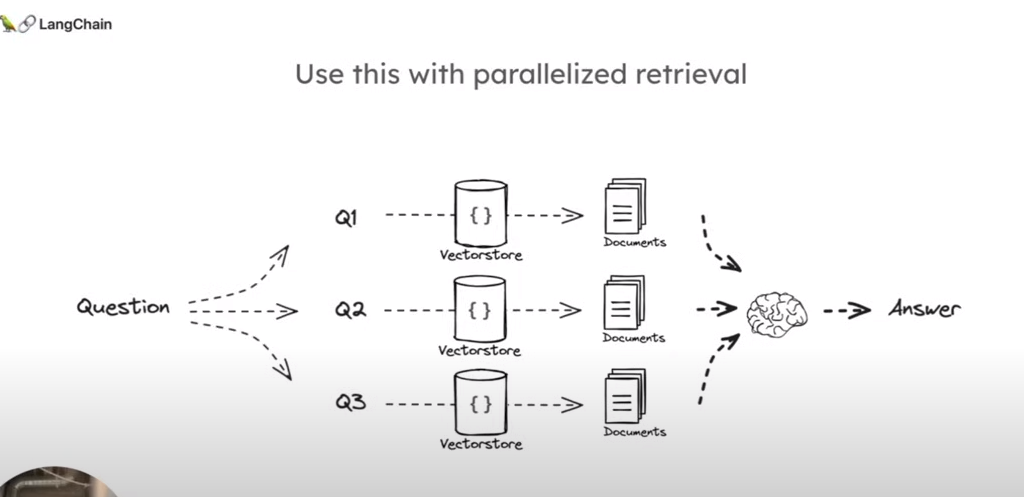 LangChain
Use this with parallelized retrieval
Q1
{}
Vectorstore
Documents
Question
Q2
{}
Vectorstore
Documents
Answer
Q3
{}
Vectorstore
Documents